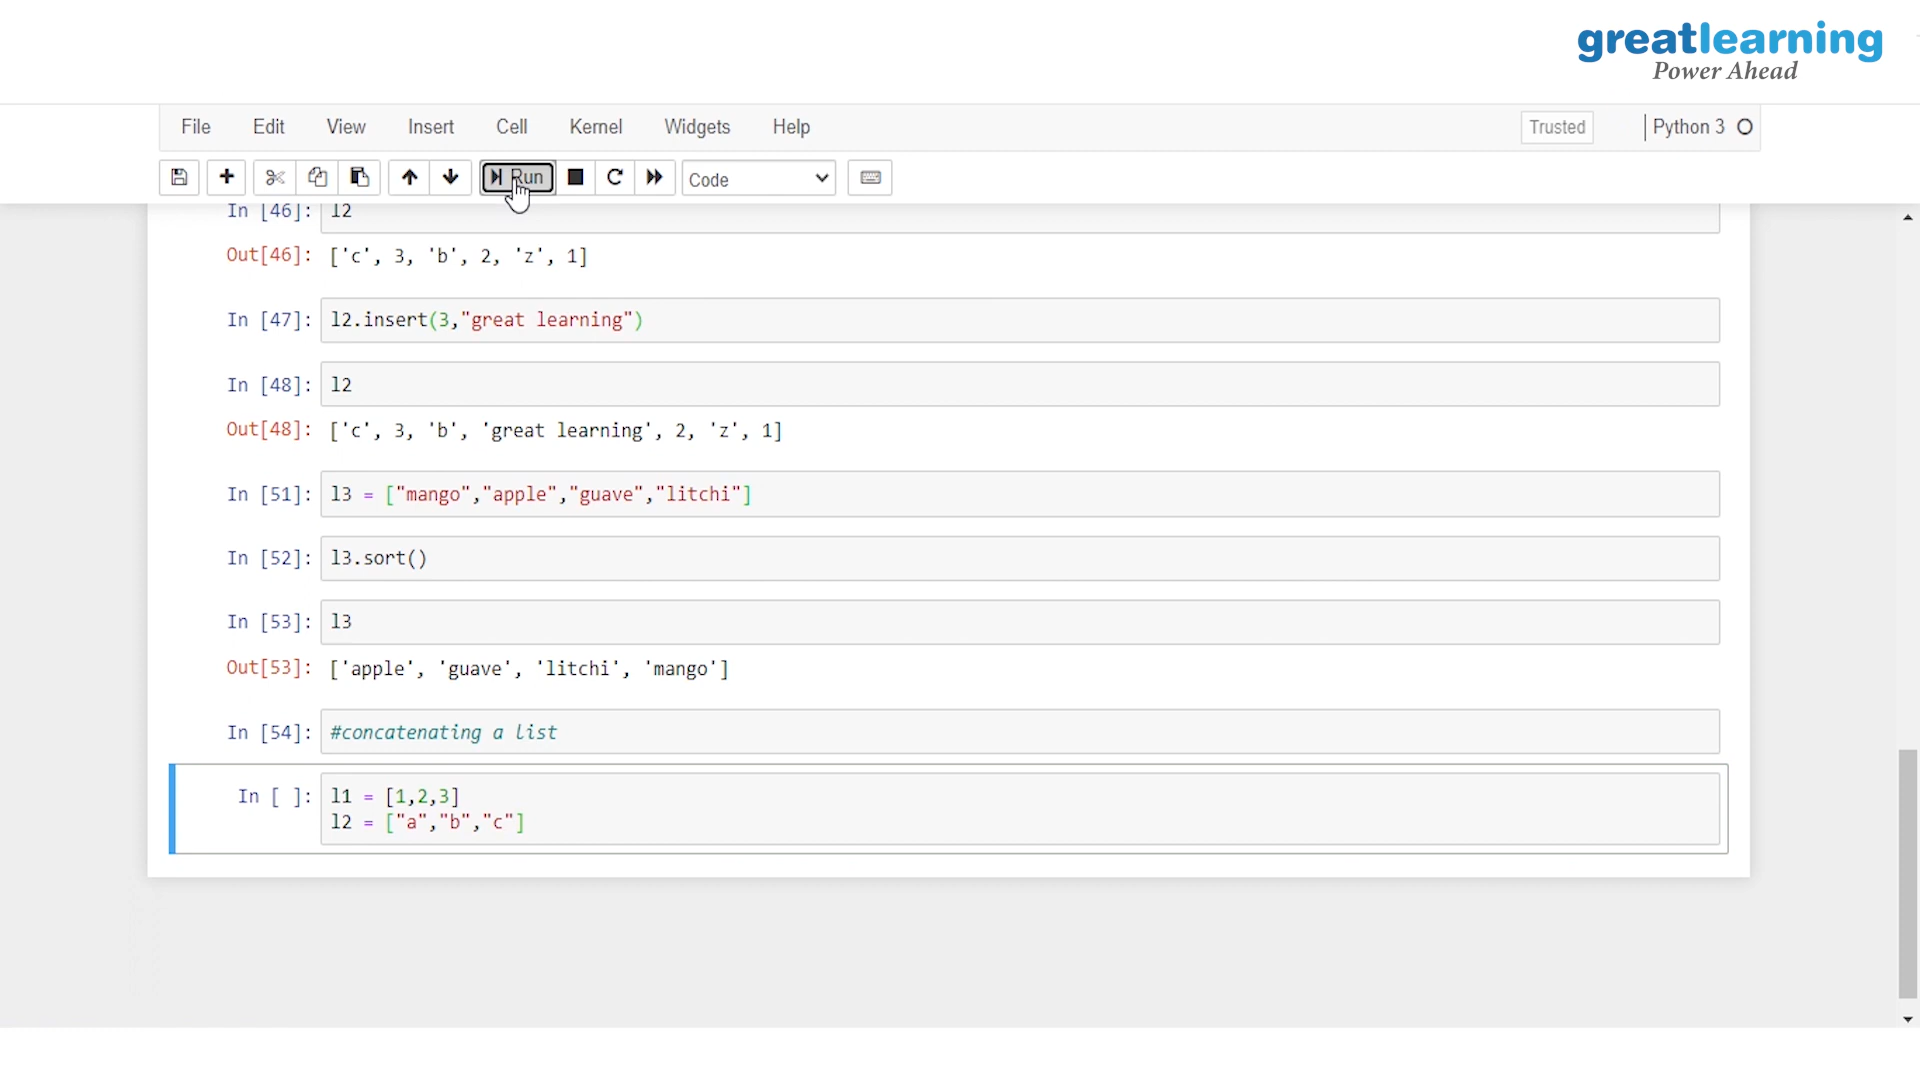 greatlearning
Power Ahead
File Edit View Insert Cell Kernel Widgets Help Trusted Python 3
Run Code
In [46]: l2
Out[46]: ['c', 3, 'b', 2, 'z', 1]
In [47]: l2.insert(3,"great learning")
In [48]: l2
Out[48]: ['c', 3, 'b', 'great learning', 2, 'z', 1]
In [51]: l3 = ["mango","apple","guave","litchi"]
In [52]: l3.sort()
In [53]: l3
Out[53]: ['apple', 'guave', 'litchi', 'mango']
In [54]: #concatenating a list
In [ ]: l1 = [1,2,3]
l2 = ["a","b","c"]